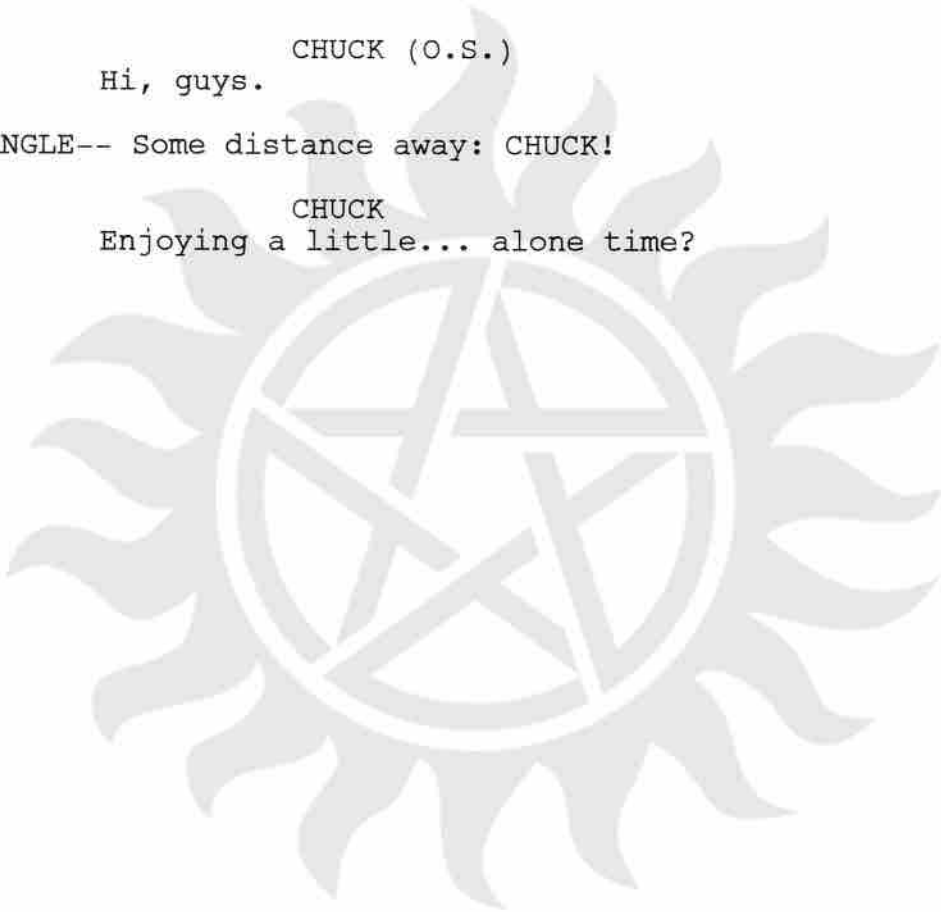 CHUCK (O.S.)
Hi, guys.
NGLE-- Some distance away: CHUCK!
CHUCK
Enjoying a little... alone time?